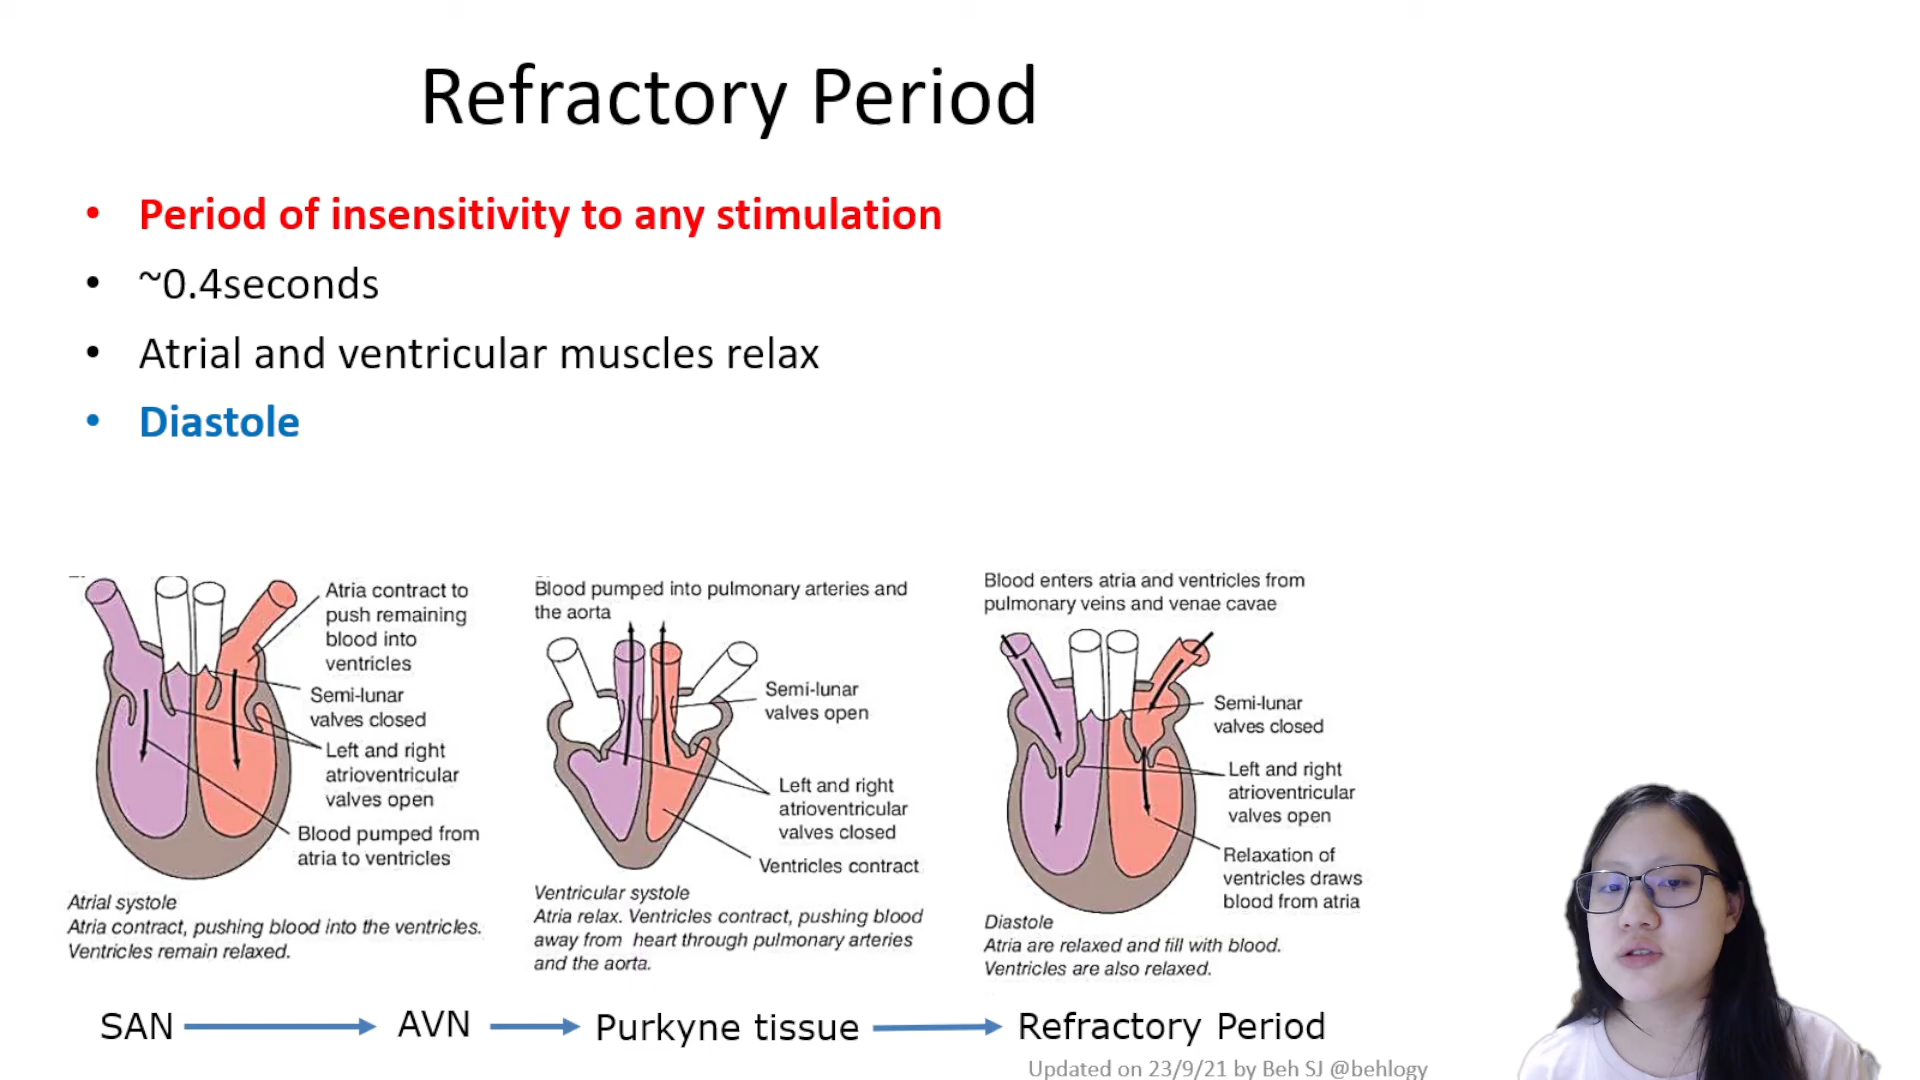 Refractory Period
• Period of insensitivity to any stimulation
• ~0.4seconds
• Atrial and ventricular muscles relax
• Diastole
Atria contract to
push remaining
blood into
ventricles
Semi-lunar
valves closed
Left and right
atrioventricular
valves open
Blood pumped from
atria to ventricles
Atrial systole
Atria contract, pushing blood into the ventricles.
Ventricles remain relaxed.
Blood pumped into pulmonary arteries and
the aorta
Semi-lunar
valves open
Left and right
atrioventricular
valves closed
Ventricles contract
Ventricular systole
Atria relax. Ventricles contract, pushing blood
away from heart through pulmonary arteries
and the aorta.
Blood enters atria and ventricles from
pulmonary veins and venae cavae
Semi-lunar
valves closed
Left and right
atrioventricular
valves open
Relaxation of
ventricles draws
blood from atria
Diastole
Atria are relaxed and fill with blood.
Ventricles are also relaxed.
SAN AVN Purkyne tissue Refractory Period
Updated on 23/9/21 by Beh SJ @behlogy